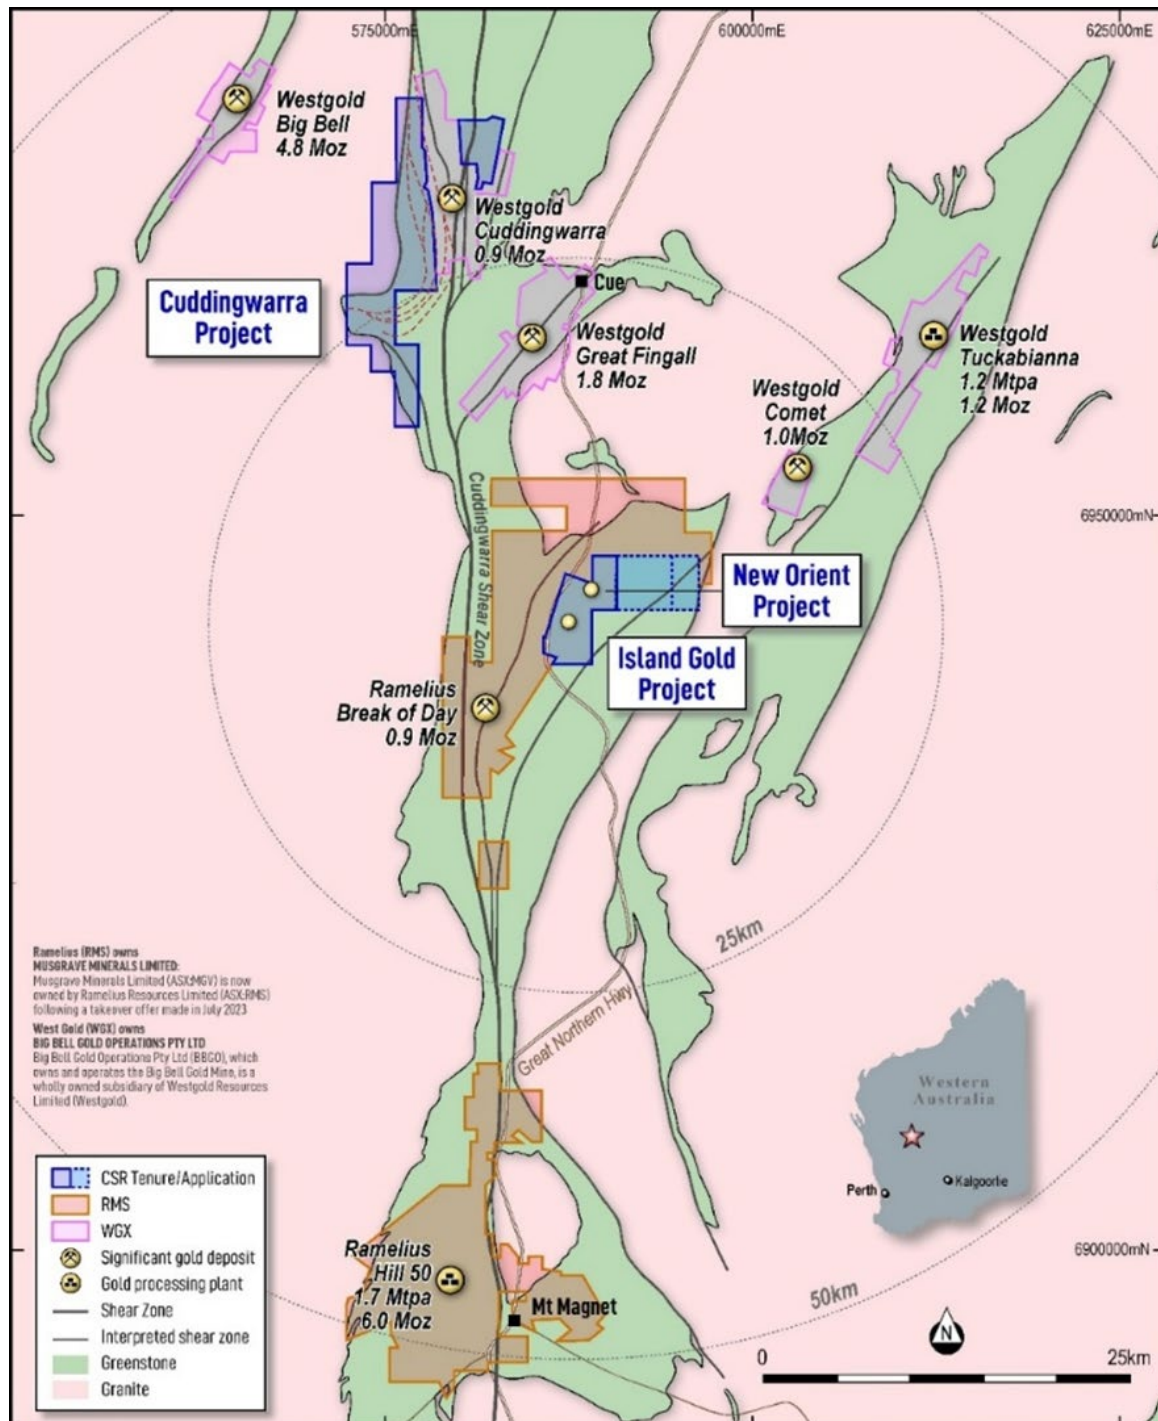 575000mE
600000mE
625000mE
Westgold
Big Bell
4.8 Moz
Westgold
Cuddingwarra
0.9 Moz
Cuddingwarra
Project
Cue
Westgold
Great Fingall
1.8 Moz
Westgold
Tuckabianna
1.2 Mtpa
1.2 Moz
Westgold
Comet
1.0Moz
Cuddingwarra Shear Zone
6950000mN
New Orient
Project
Island Gold
Project
Ramelius
Break of Day
0.9 Moz
25km
Great Northern Hwy
Ramelius (RMS) owns
MUSGRAVE MINERALS LIMITED:
Musgrave Minerals Limited (ASX:MGV) is now
owned by Ramelius Resources Limited (ASX:RMS)
following a takeover offer made in July 2023
West Gold (WGX) owns
BIG BELL GOLD OPERATIONS PTY LTD
Big Bell Gold Operations Pty Ltd (BBGO), which
owns and operates the Big Bell Gold Mine, is a
wholly owned subsidiary of Westgold Resources
Limited (Westgold).
Western
Australia
Perth
Kalgoorlie
CSR Tenure/Application
RMS
WGX
Significant gold deposit
Gold processing plant
Shear Zone
Interpreted shear zone
Greenstone
Granite
Ramelius
Hill 50
1.7 Mtpa
6.0 Moz
Mt Magnet
6900000mN
50km
N
0
25km